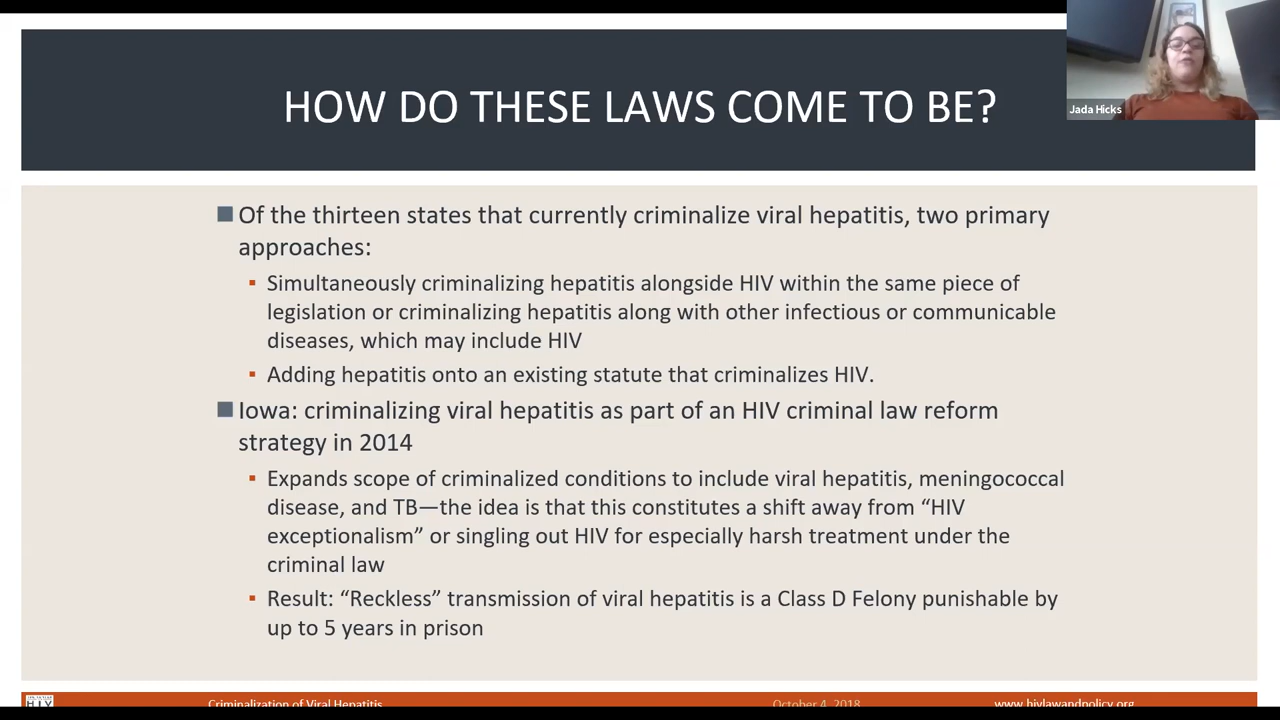 HOW DO THESE LAWS COME TO BE?
Jada Hicks
■ Of the thirteen states that currently criminalize viral hepatitis, two primary
approaches:
▪ Simultaneously criminalizing hepatitis alongside HIV within the same piece of
legislation or criminalizing hepatitis along with other infectious or communicable
diseases, which may include HIV
▪ Adding hepatitis onto an existing statute that criminalizes HIV.
■ Iowa: criminalizing viral hepatitis as part of an HIV criminal law reform
strategy in 2014
▪ Expands scope of criminalized conditions to include viral hepatitis, meningococcal
disease, and TB—the idea is that this constitutes a shift away from “HIV
exceptionalism” or singling out HIV for especially harsh treatment under the
criminal law
▪ Result: “Reckless” transmission of viral hepatitis is a Class D Felony punishable by
up to 5 years in prison
HIV
Criminalization of Viral Hepatitis
October 4, 2018
www.hivlawandpolicy.org